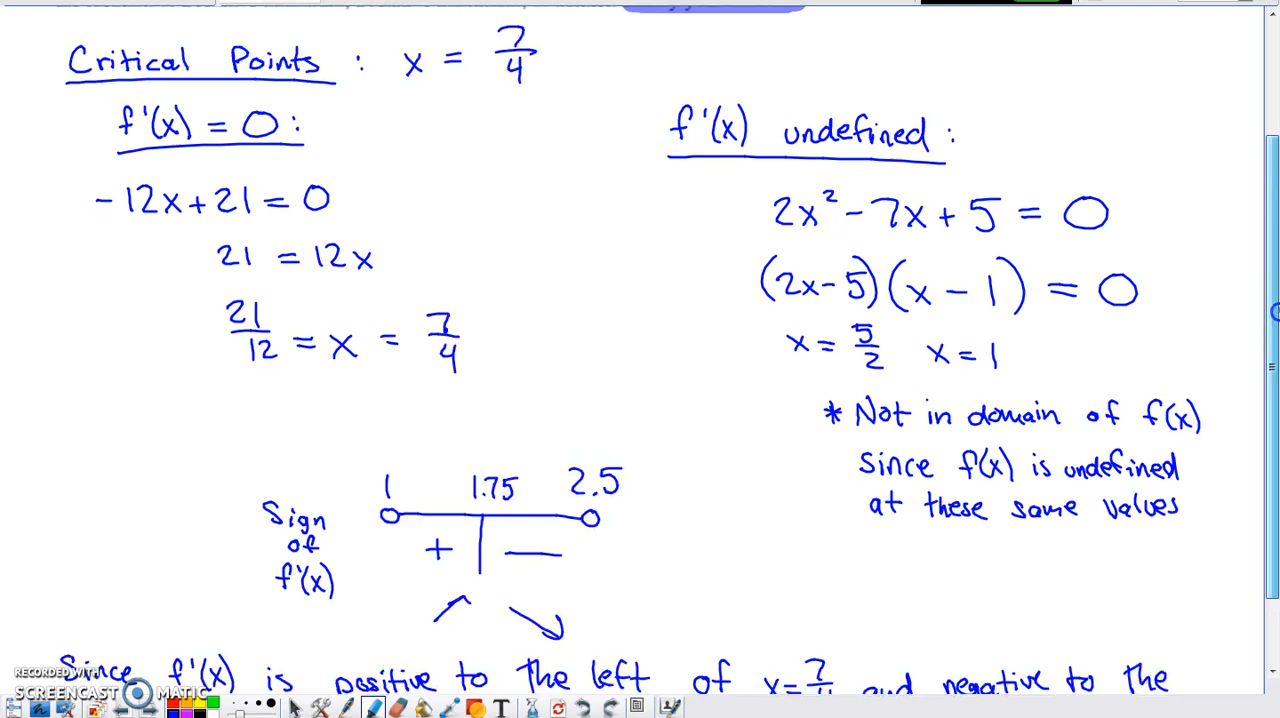 Critical Points : x = 7/4
f'(x) = 0 :
-12x + 21 = 0
21 = 12x
21/12 = x = 7/4
f'(x) undefined :
2x² - 7x + 5 = 0
(2x - 5)(x - 1) = 0
x = 5/2 x = 1
* Not in domain of f(x)
Since f(x) is undefined
at these same values
1 1.75 2.5
Sign
of
f'(x)
+ —
Since f'(x) is positive to the left of x = 7/4 and negative to the
RECORDED WITH
SCREENCAST MATIC